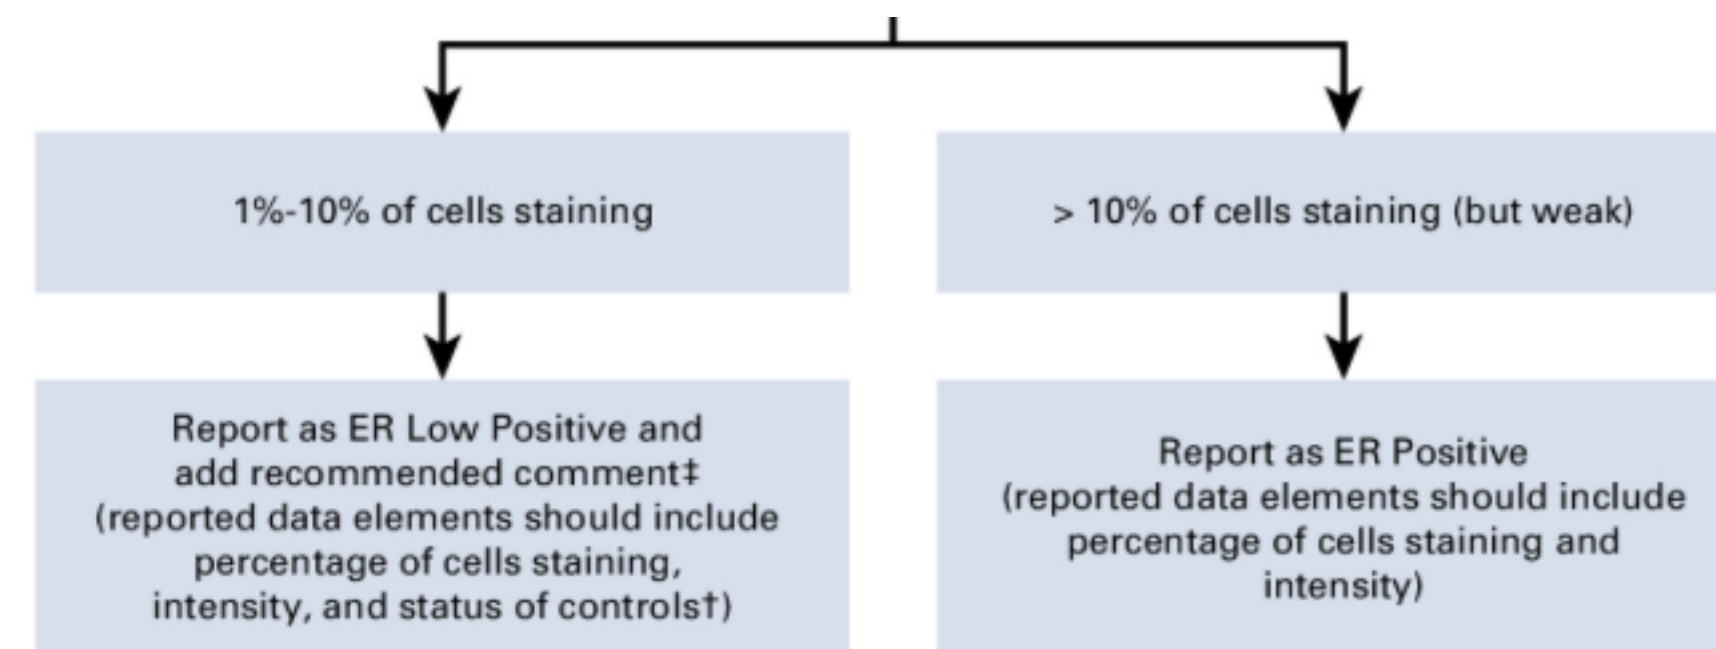 1%-10% of cells staining
> 10% of cells staining (but weak)
Report as ER Low Positive and
add recommended comment‡
(reported data elements should include
percentage of cells staining,
intensity, and status of controls†)
Report as ER Positive
(reported data elements should include
percentage of cells staining and
intensity)